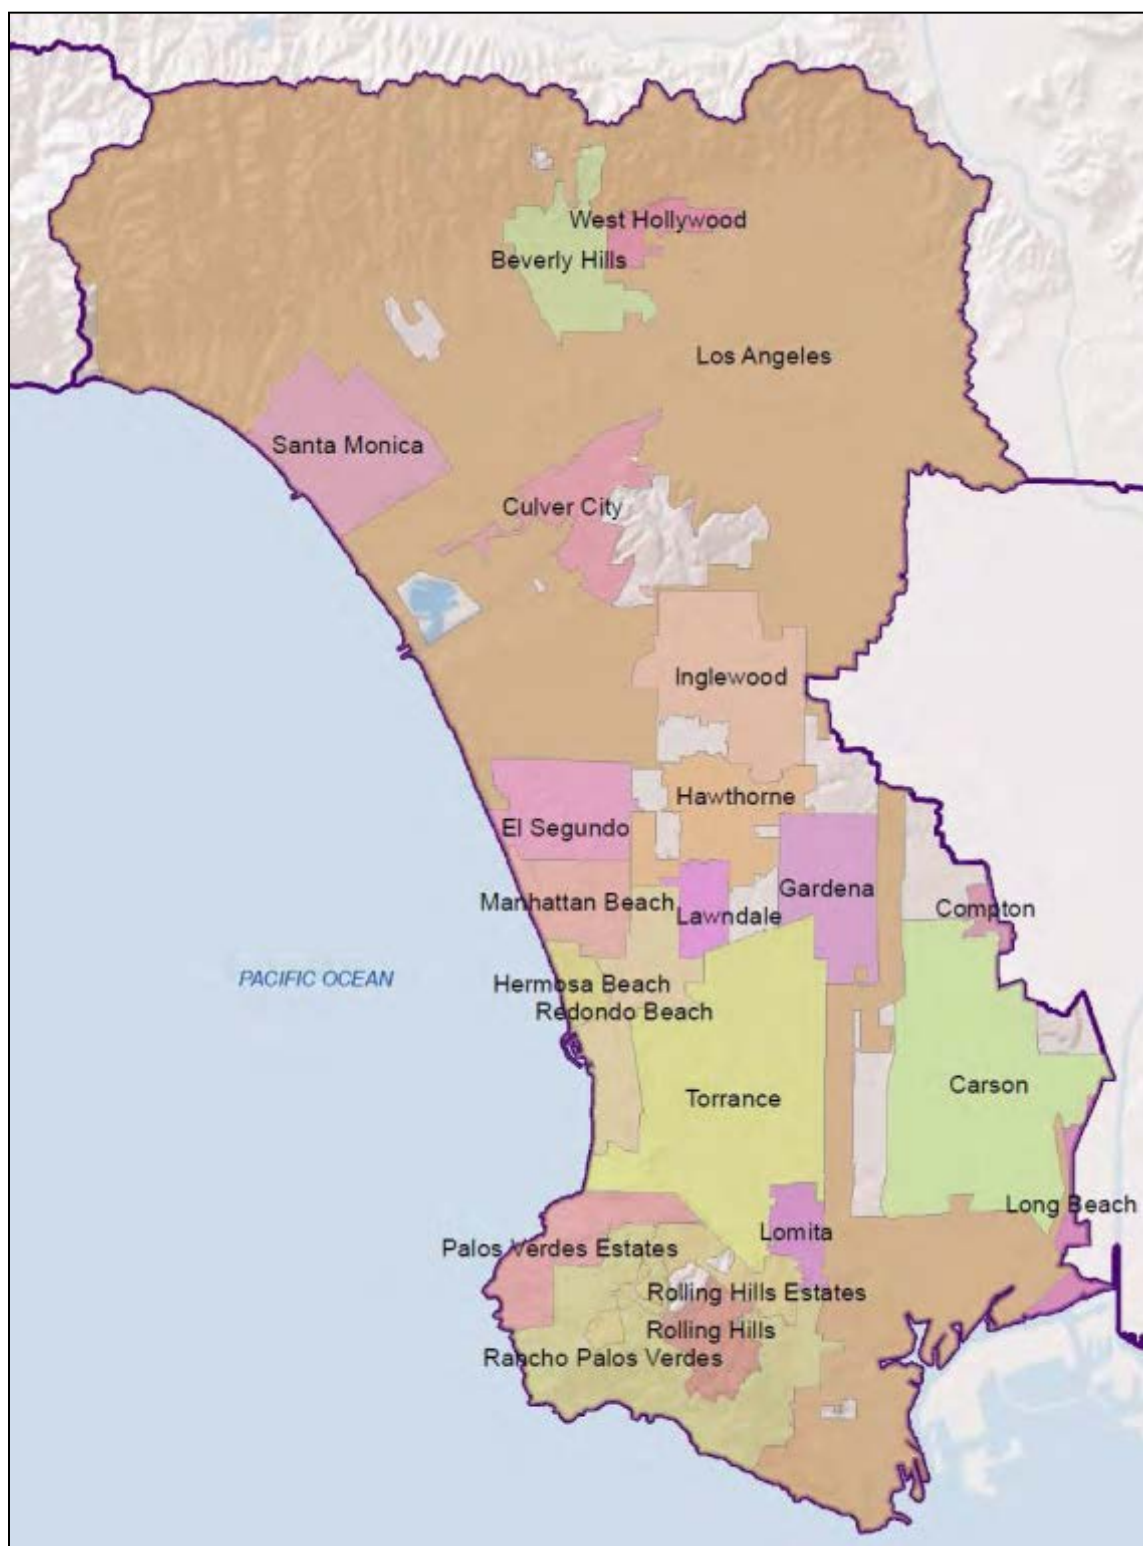 West Hollywood
Beverly Hills
Los Angeles
Santa Monica
Culver City
Inglewood
Hawthorne
El Segundo
Gardena
Manhattan Beach
Lawndale
Compton
PACIFIC OCEAN
Hermosa Beach
Redondo Beach
Torrance
Carson
Long Beach
Lomita
Palos Verdes Estates
Rolling Hills Estates
Rolling Hills
Rancho Palos Verdes